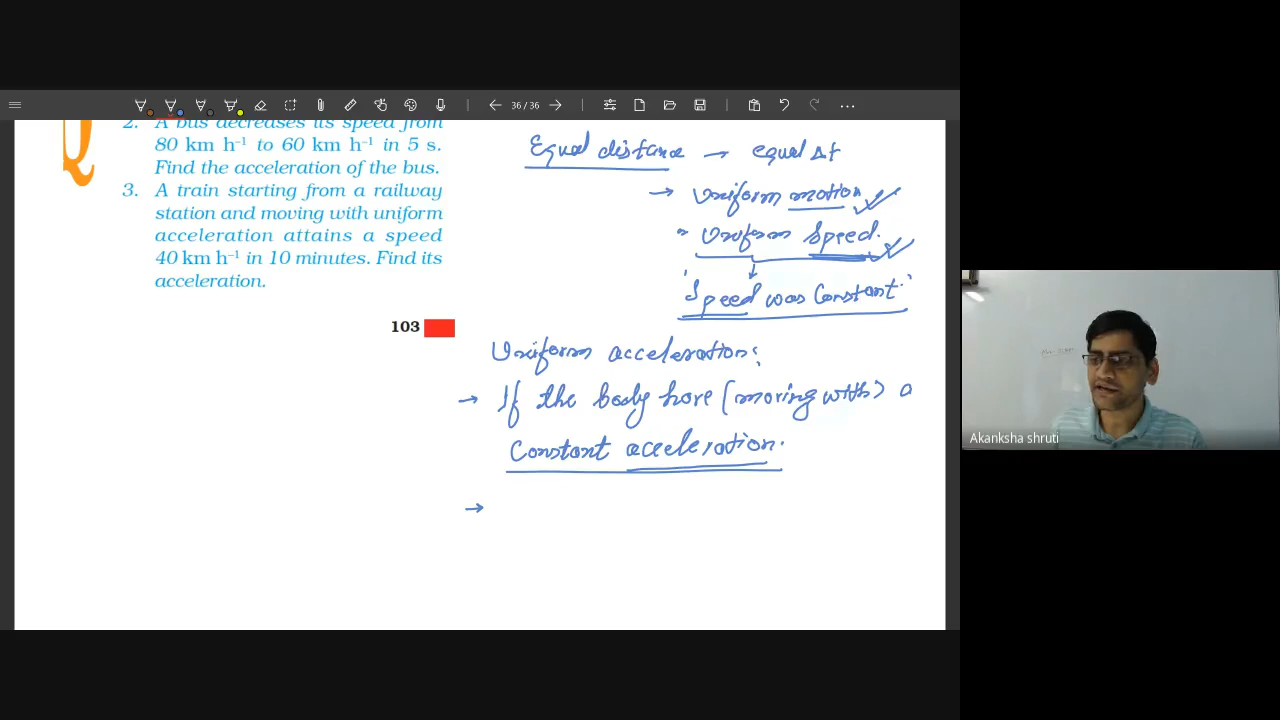 36/36
2. A bus decreases its speed from
80 km h⁻¹ to 60 km h⁻¹ in 5 s.
Find the acceleration of the bus.
3. A train starting from a railway
station and moving with uniform
acceleration attains a speed
40 km h⁻¹ in 10 minutes. Find its
acceleration.
103
Q
Equal distance → equal Δt
→ Uniform motion
" Uniform Speed.
'Speed was Constant.'
Uniform acceleration:
→ If the body have (moving with) a
Constant acceleration.
→
Akanksha shruti